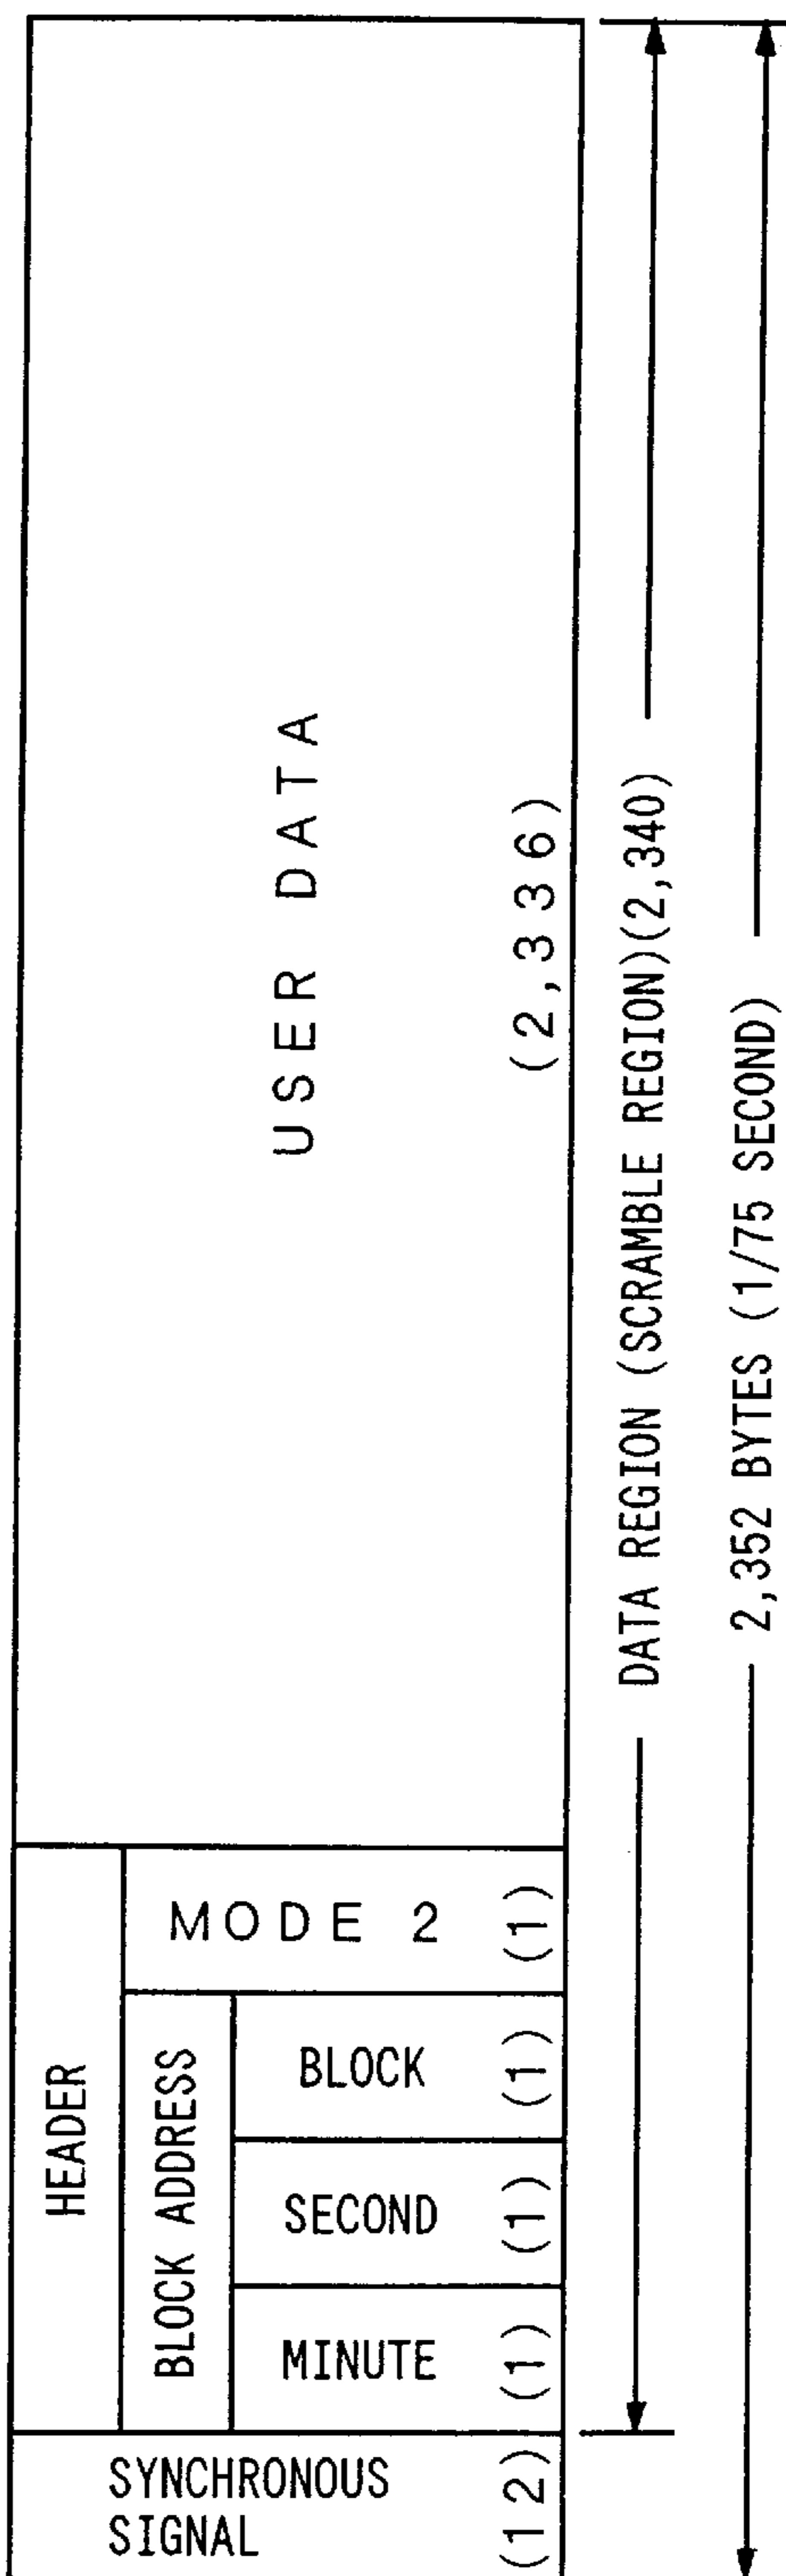 USER DATA
(2,336)
MODE 2
(1)
HEADER
BLOCK ADDRESS
BLOCK
(1)
SECOND
(1)
MINUTE
(1)
SYNCHRONOUS
SIGNAL
(12)
DATA REGION (SCRAMBLE REGION)(2,340)
2,352 BYTES (1/75 SECOND)